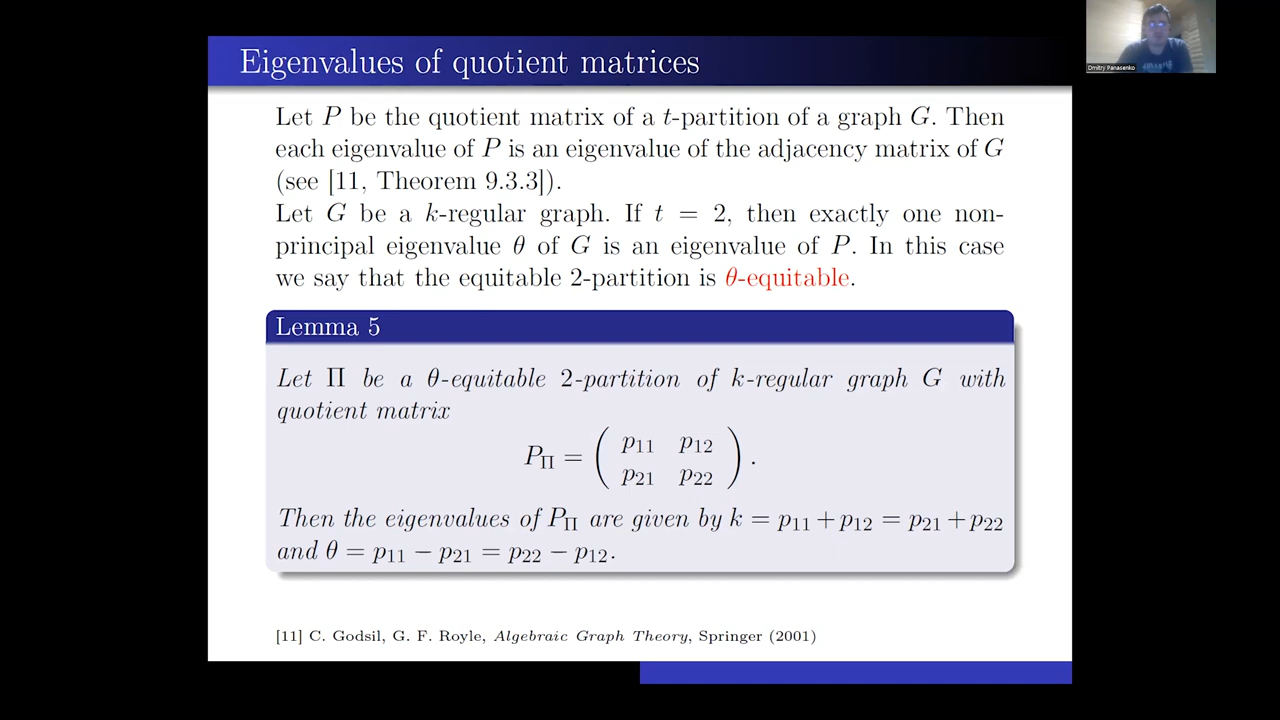 Eigenvalues of quotient matrices
Dmitry Panasenko
Let P be the quotient matrix of a t-partition of a graph G. Then
each eigenvalue of P is an eigenvalue of the adjacency matrix of G
(see [11, Theorem 9.3.3]).
Let G be a k-regular graph. If t = 2, then exactly one non-
principal eigenvalue θ of G is an eigenvalue of P. In this case
we say that the equitable 2-partition is θ-equitable.
Lemma 5
Let Π be a θ-equitable 2-partition of k-regular graph G with
quotient matrix
P_Π = ( p₁₁ p₁₂
p₂₁ p₂₂ ) .
Then the eigenvalues of P_Π are given by k = p₁₁ + p₁₂ = p₂₁ + p₂₂
and θ = p₁₁ − p₂₁ = p₂₂ − p₁₂.
[11] C. Godsil, G. F. Royle, Algebraic Graph Theory, Springer (2001)